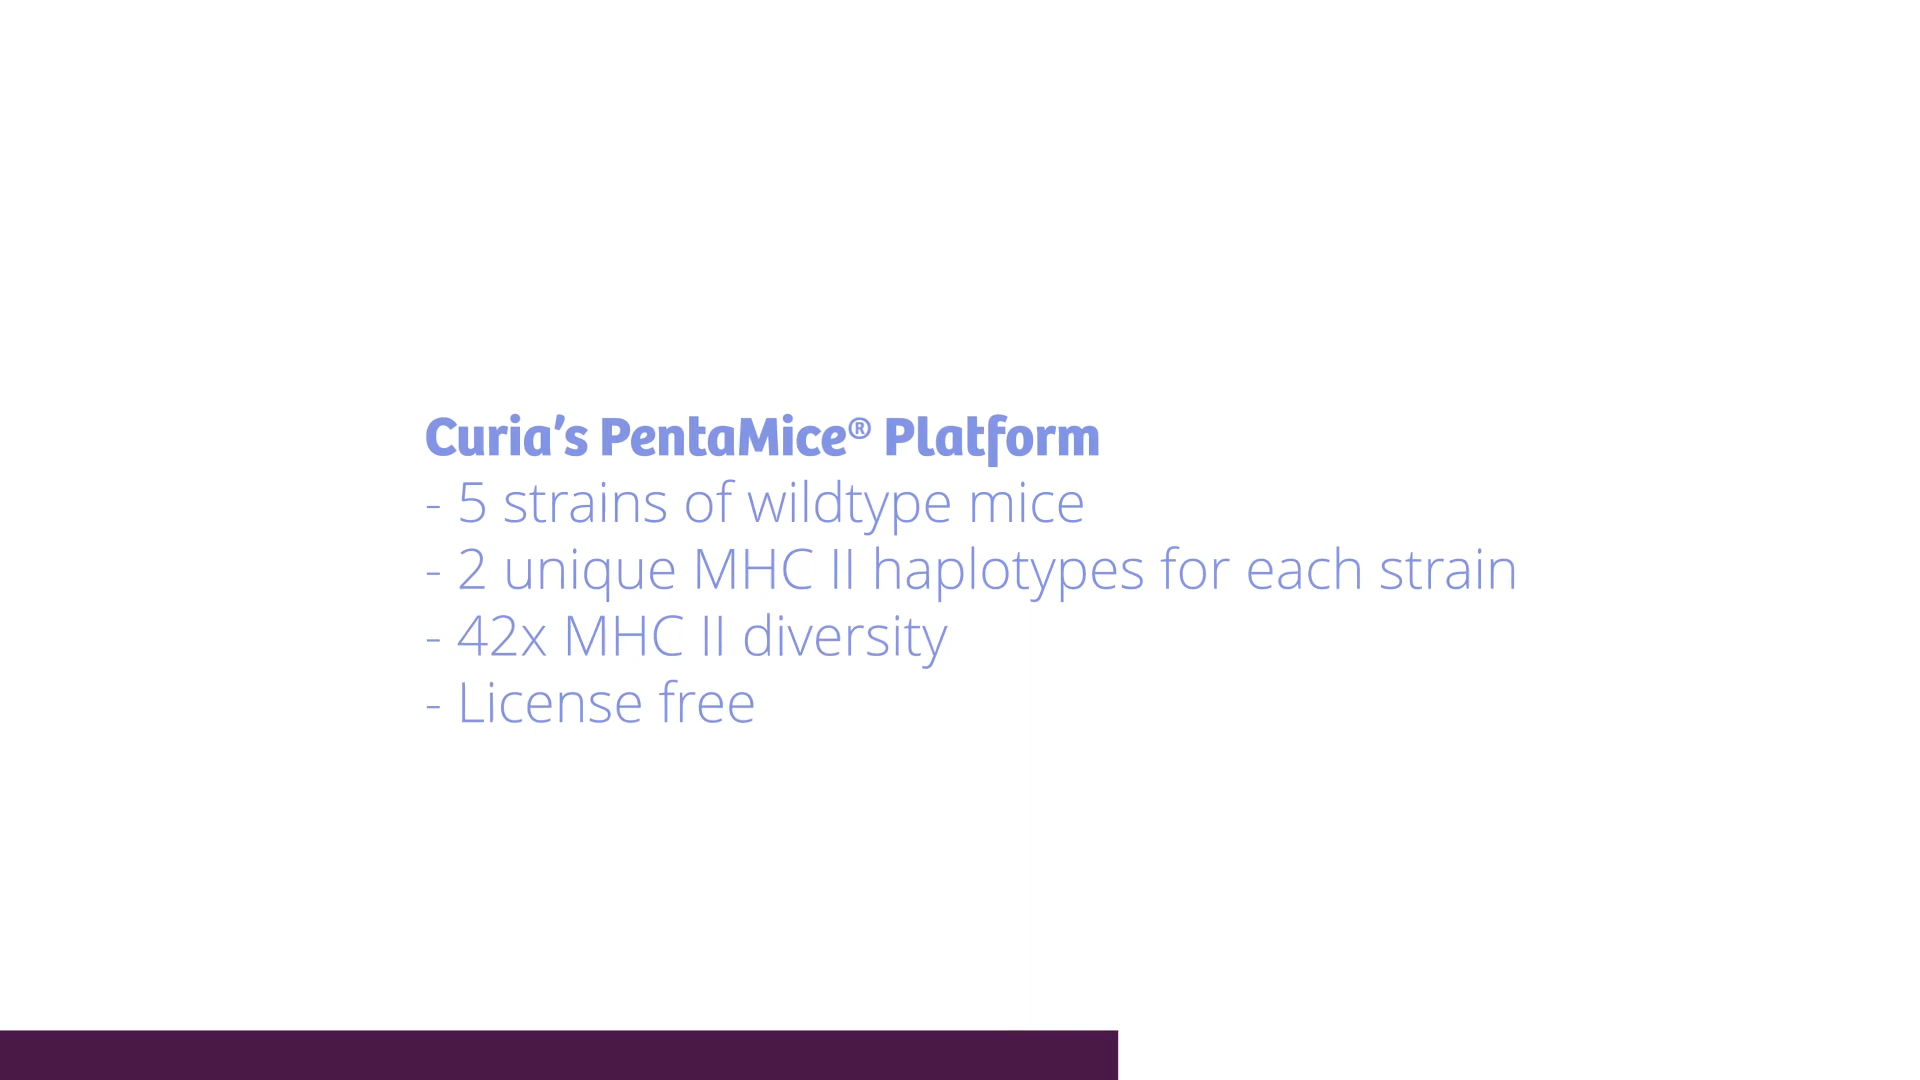 Curia’s PentaMice® Platform
- 5 strains of wildtype mice
- 2 unique MHC II haplotypes for each strain
- 42x MHC II diversity
- License free